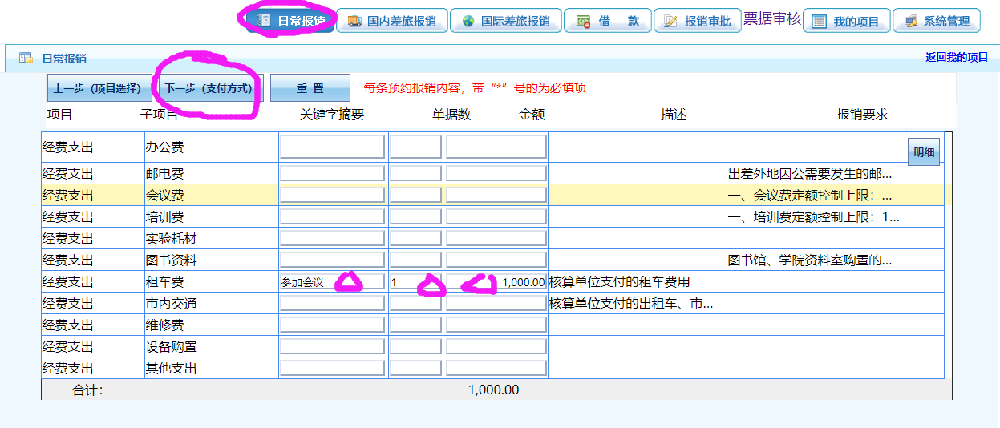 日常报销 国内差旅报销 国际差旅报销 借 款 报销审批 票据审核 我的项目 系统管理
日常报销 返回我的项目
上一步（项目选择） 下一步（支付方式） 重 置 每条预约报销内容，带“*”号的为必填项
项目 子项目 关键字摘要 单据数 金额 描述 报销要求
经费支出 办公费 明细
经费支出 邮电费 出差外地因公需要发生的邮...
经费支出 会议费 一、会议费定额控制上限：...
经费支出 培训费 一、培训费定额控制上限：1...
经费支出 实验耗材
经费支出 图书资料 图书馆、学院资料室购置的...
经费支出 租车费 参加会议 1 1,000.00 核算单位支付的租车费用
经费支出 市内交通 核算单位支付的出租车、市...
经费支出 维修费
经费支出 设备购置
经费支出 其他支出
合计： 1,000.00